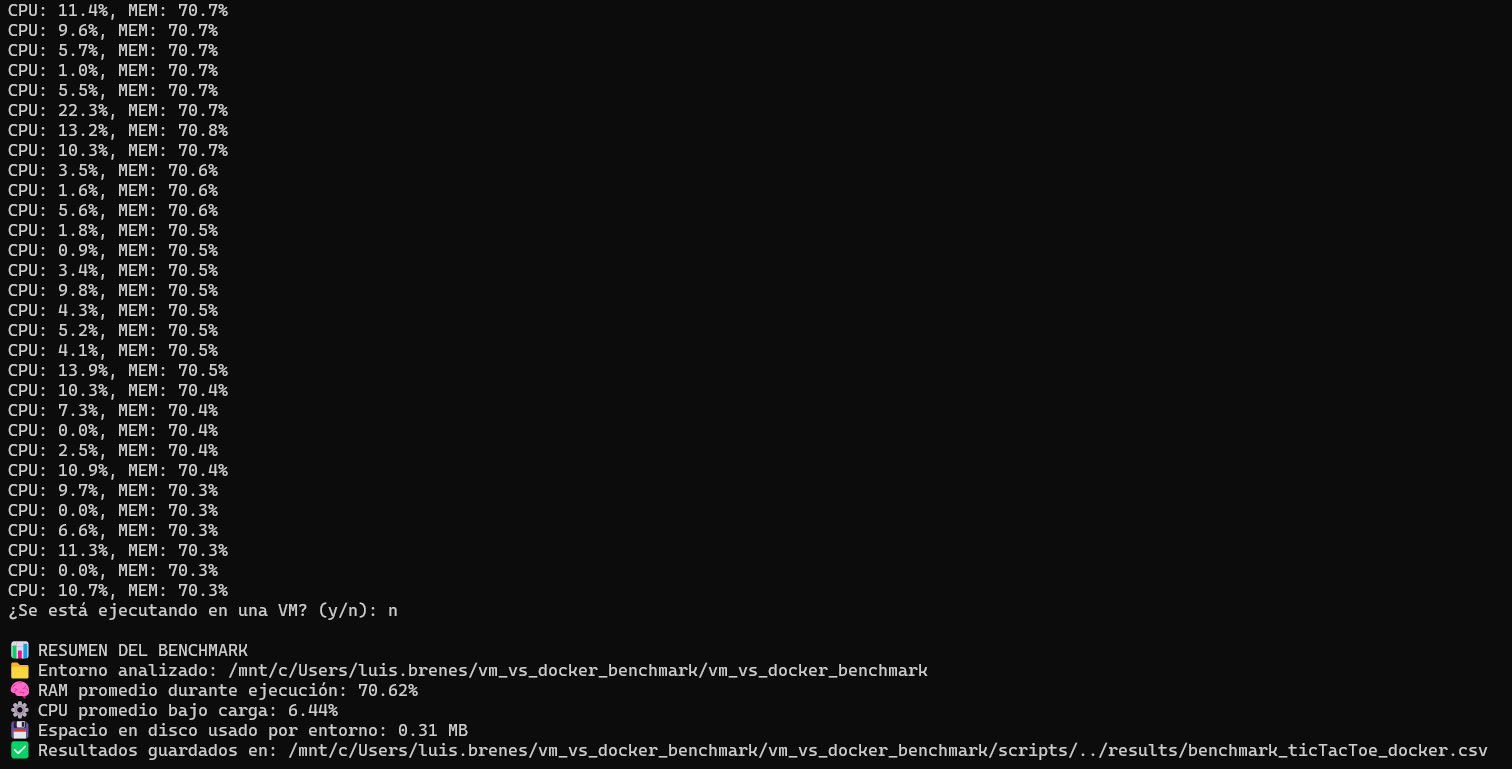 CPU: 11.4%, MEM: 70.7%
CPU: 9.6%, MEM: 70.7%
CPU: 5.7%, MEM: 70.7%
CPU: 1.0%, MEM: 70.7%
CPU: 5.5%, MEM: 70.7%
CPU: 22.3%, MEM: 70.7%
CPU: 13.2%, MEM: 70.8%
CPU: 10.3%, MEM: 70.7%
CPU: 3.5%, MEM: 70.6%
CPU: 1.6%, MEM: 70.6%
CPU: 5.6%, MEM: 70.6%
CPU: 1.8%, MEM: 70.5%
CPU: 0.9%, MEM: 70.5%
CPU: 3.4%, MEM: 70.5%
CPU: 9.8%, MEM: 70.5%
CPU: 4.3%, MEM: 70.5%
CPU: 5.2%, MEM: 70.5%
CPU: 4.1%, MEM: 70.5%
CPU: 13.9%, MEM: 70.5%
CPU: 10.3%, MEM: 70.4%
CPU: 7.3%, MEM: 70.4%
CPU: 0.0%, MEM: 70.4%
CPU: 2.5%, MEM: 70.4%
CPU: 10.9%, MEM: 70.4%
CPU: 9.7%, MEM: 70.3%
CPU: 0.0%, MEM: 70.3%
CPU: 6.6%, MEM: 70.3%
CPU: 11.3%, MEM: 70.3%
CPU: 0.0%, MEM: 70.3%
CPU: 10.7%, MEM: 70.3%
¿Se está ejecutando en una VM? (y/n): n
📊 RESUMEN DEL BENCHMARK
📁 Entorno analizado: /mnt/c/Users/luis.brenes/vm_vs_docker_benchmark/vm_vs_docker_benchmark
🧠 RAM promedio durante ejecución: 70.62%
⚙️ CPU promedio bajo carga: 6.44%
💾 Espacio en disco usado por entorno: 0.31 MB
✅ Resultados guardados en: /mnt/c/Users/luis.brenes/vm_vs_docker_benchmark/vm_vs_docker_benchmark/scripts/../results/benchmark_ticTacToe_docker.csv